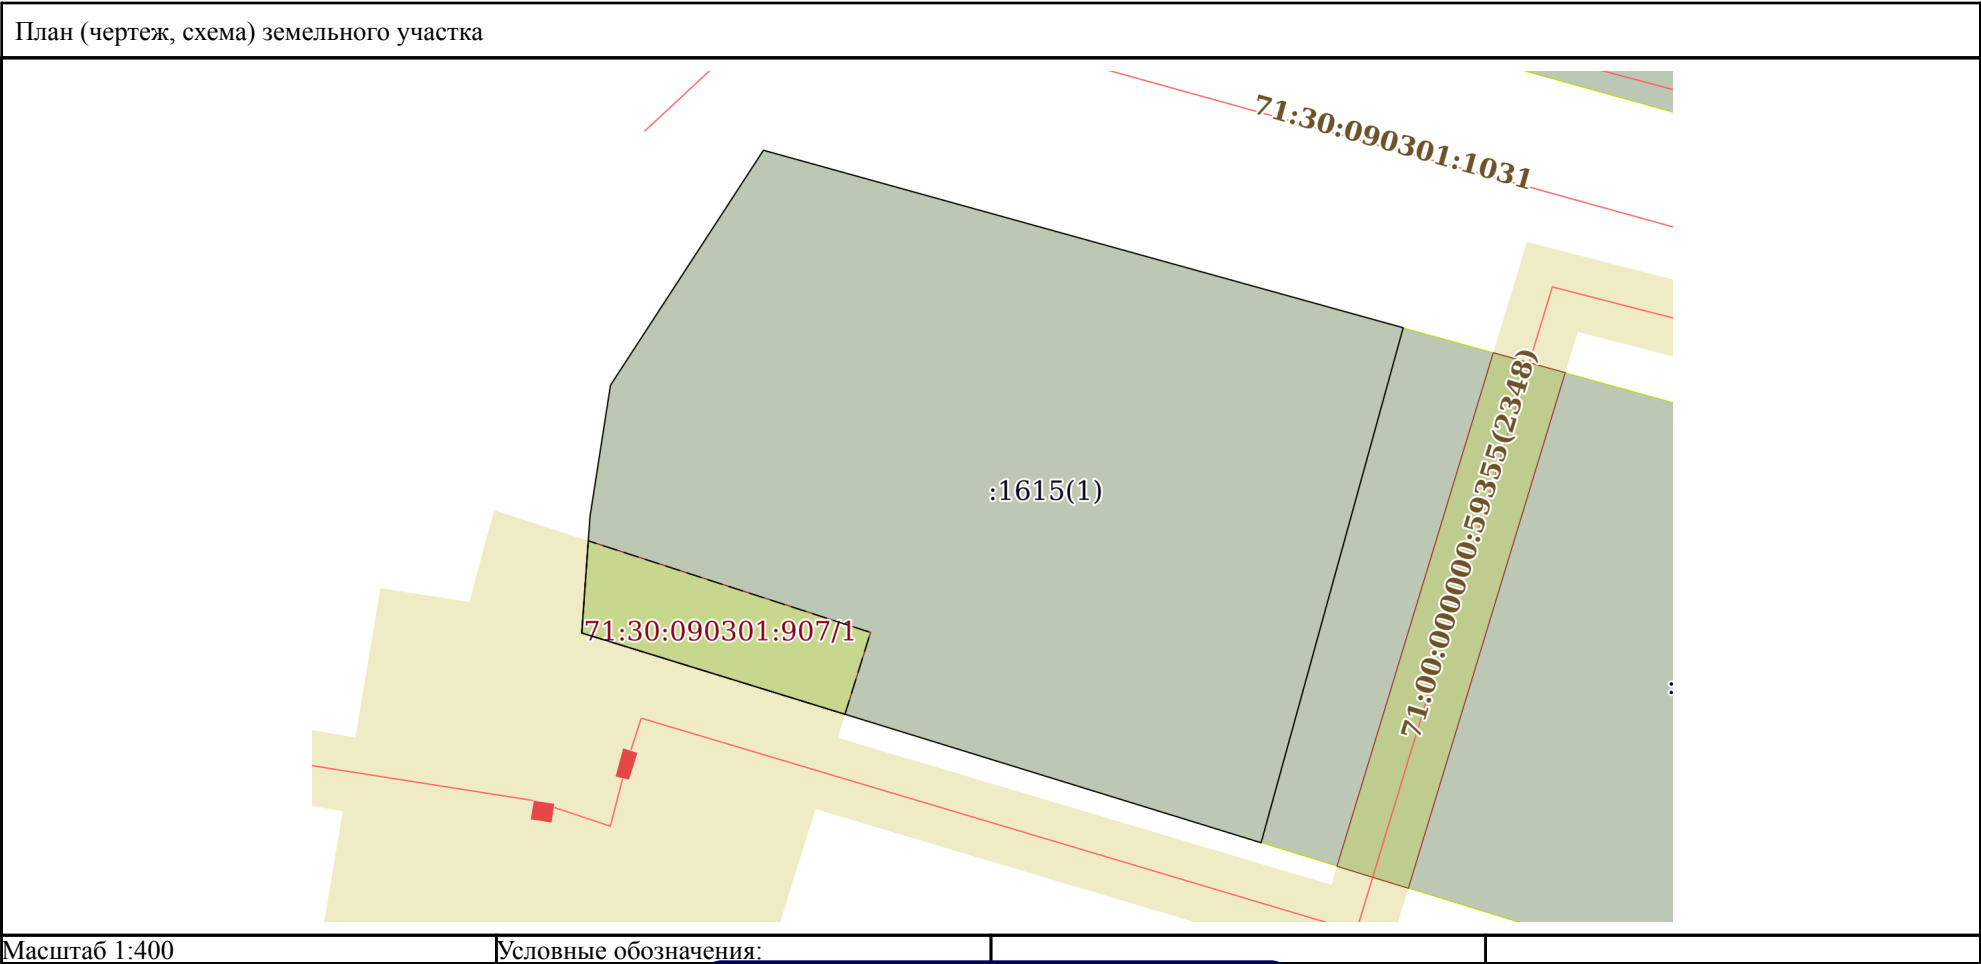 План (чертеж, схема) земельного участка
71:30:090301:1031
71:00:000000:59355(2348)
:1615(1)
71:30:090301:907/1
:
Масштаб 1:400
Условные обозначения: